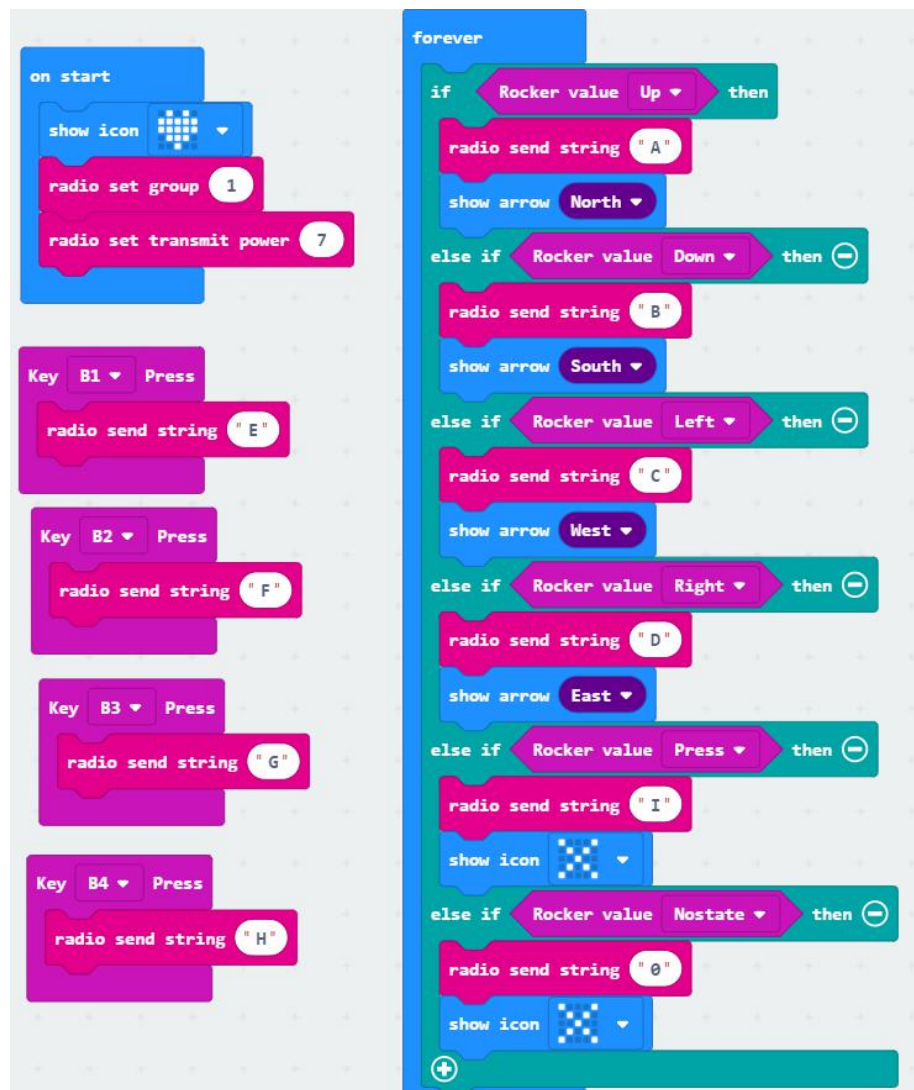 on start
show icon
radio set group 1
radio set transmit power 7
Key B1 Press
radio send string "E"
Key B2 Press
radio send string "F"
Key B3 Press
radio send string "G"
Key B4 Press
radio send string "H"
forever
if Rocker value Up then
radio send string "A"
show arrow North
else if Rocker value Down then
radio send string "B"
show arrow South
else if Rocker value Left then
radio send string "C"
show arrow West
else if Rocker value Right then
radio send string "D"
show arrow East
else if Rocker value Press then
radio send string "I"
show icon
else if Rocker value Nostate then
radio send string "0"
show icon